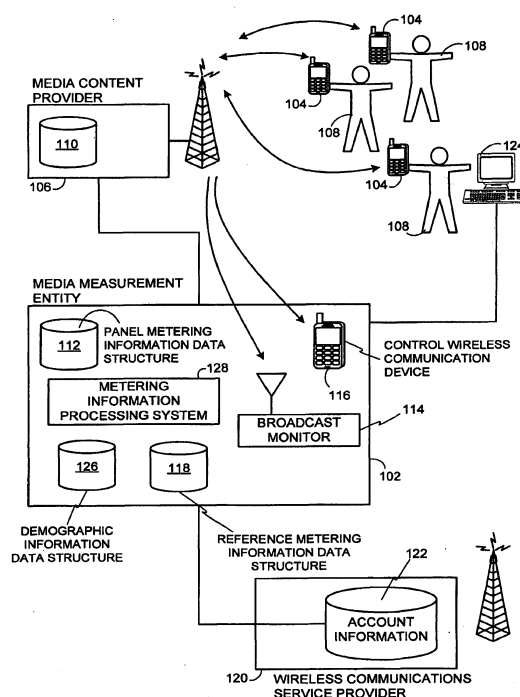 104
108
104
MEDIA CONTENT
PROVIDER
110
106
108
104
124
108
MEDIA MEASUREMENT
ENTITY
112
PANEL METERING
INFORMATION DATA
STRUCTURE
128
METERING
INFORMATION
PROCESSING SYSTEM
116
CONTROL WIRELESS
COMMUNICATION
DEVICE
BROADCAST
MONITOR
114
126
118
102
DEMOGRAPHIC
INFORMATION
DATA STRUCTURE
REFERENCE METERING
INFORMATION DATA
STRUCTURE
122
ACCOUNT
INFORMATION
120
WIRELESS COMMUNICATIONS
SERVICE PROVIDER